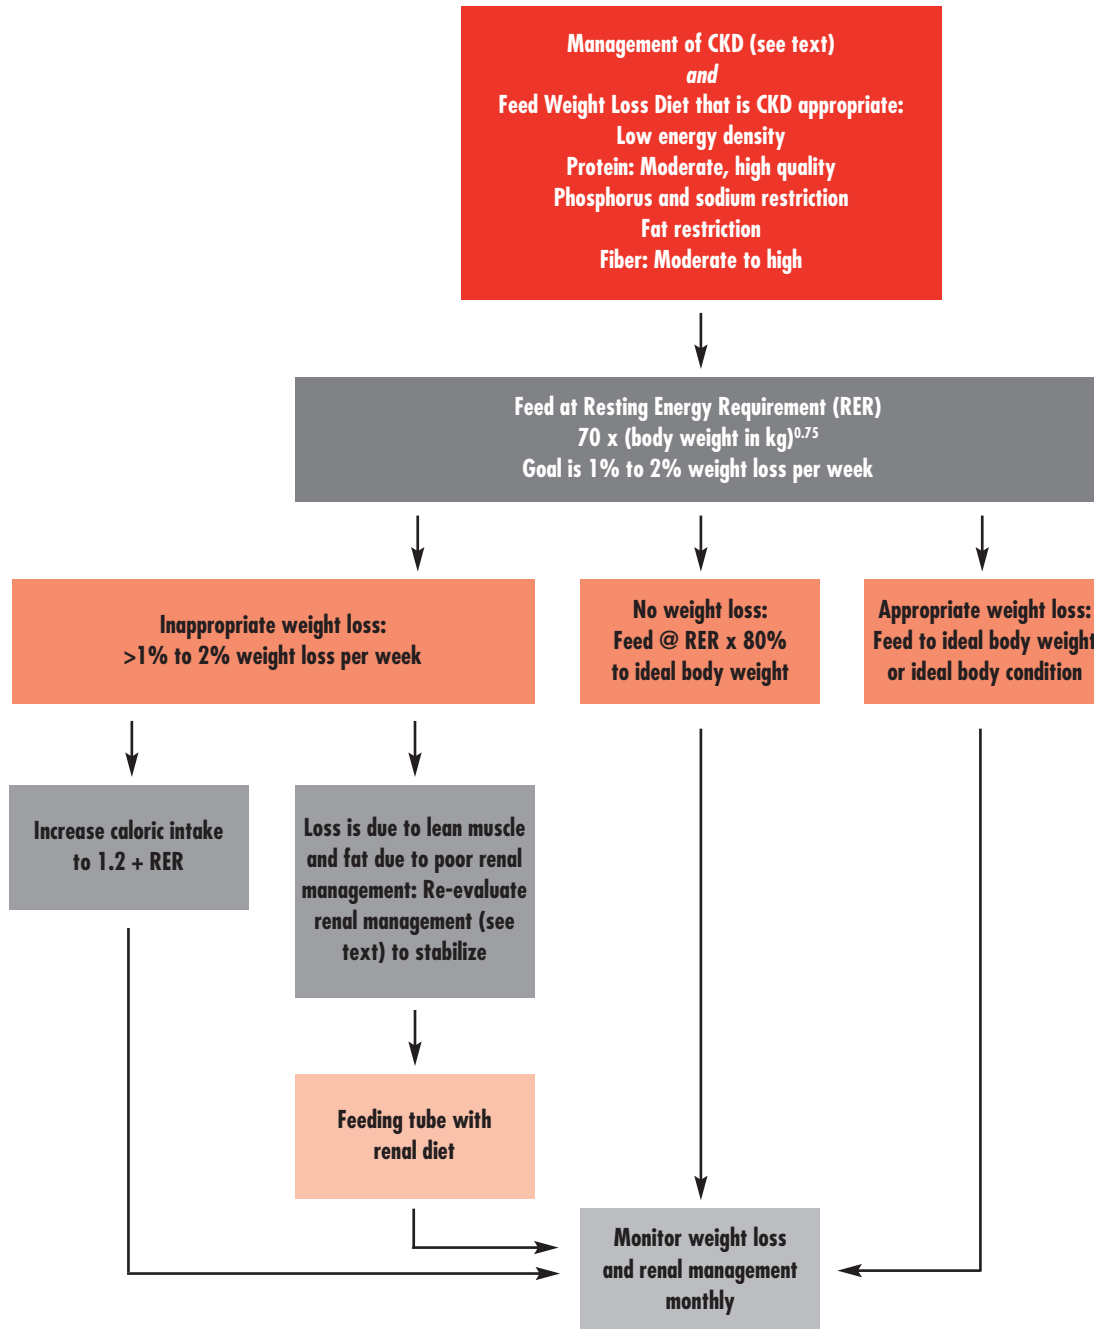 Management of CKD (see text)
and
Feed Weight Loss Diet that is CKD appropriate:
Low energy density
Protein: Moderate, high quality
Phosphorus and sodium restriction
Fat restriction
Fiber: Moderate to high
Feed at Resting Energy Requirement (RER)
70 x (body weight in kg)⁰·⁷⁵
Goal is 1% to 2% weight loss per week
Inappropriate weight loss:
>1% to 2% weight loss per week
No weight loss:
Feed @ RER x 80%
to ideal body weight
Appropriate weight loss:
Feed to ideal body weight
or ideal body condition
Increase caloric intake
to 1.2 + RER
Loss is due to lean muscle
and fat due to poor renal
management: Re-evaluate
renal management (see
text) to stabilize
Feeding tube with
renal diet
Monitor weight loss
and renal management
monthly